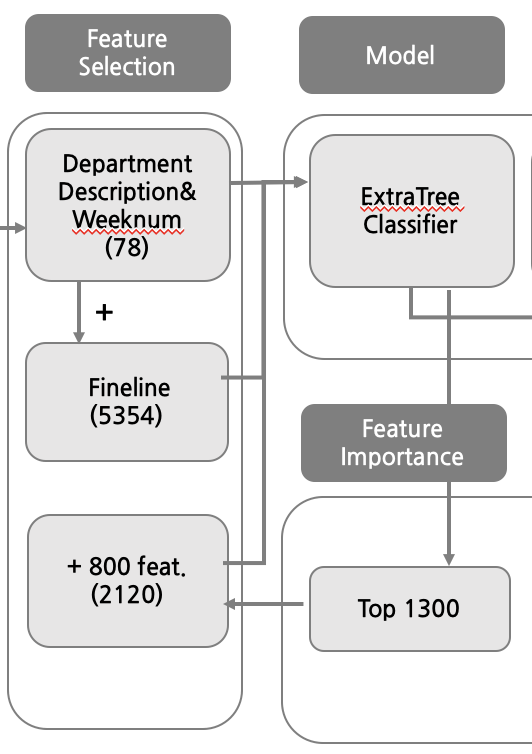 Feature
Selection
Model
Department
Description&
Weeknum
(78)
ExtraTree
Classifier
+
Fineline
(5354)
Feature
Importance
+ 800 feat.
(2120)
Top 1300